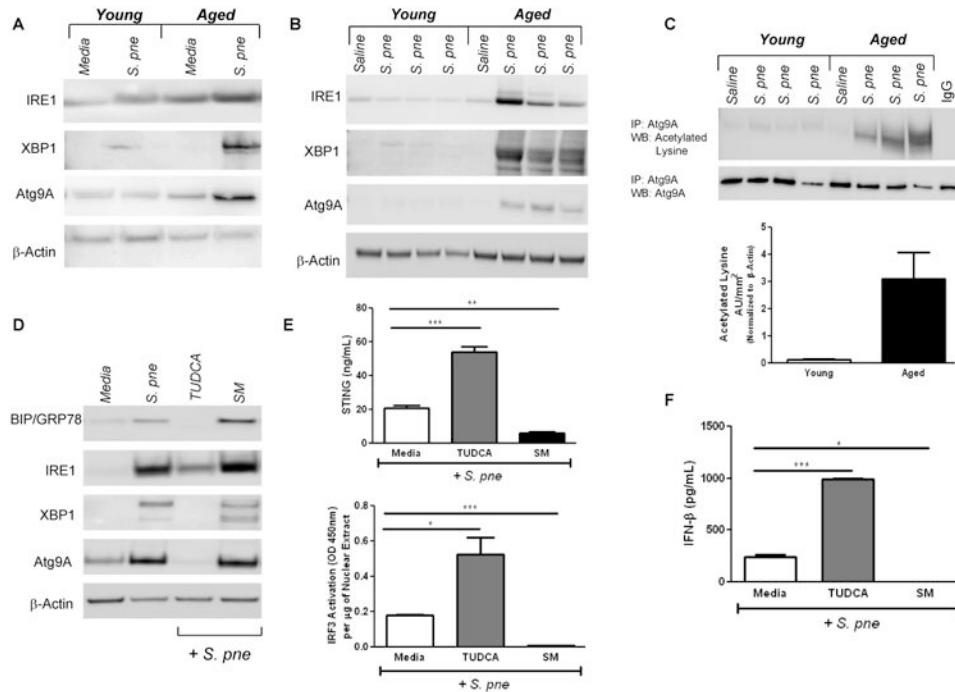 A
Young
Aged
Media
S. pne
Media
S. pne
IRE1
XBP1
Atg9A
β-Actin
B
Young
Aged
Saline
S. pne
S. pne
S. pne
Saline
S. pne
S. pne
S. pne
IRE1
XBP1
Atg9A
β-Actin
C
Young
Aged
Saline
S. pne
S. pne
S. pne
Saline
S. pne
S. pne
S. pne
IgG
IP: Atg9A
WB: Acetylated
Lysine
IP: Atg9A
WB: Atg9A
Acetylated Lysine
AU/mm²
(Normalized to β-Actin)
5
4
3
2
1
0
Young
Aged
D
Media
S. pne
TUDCA
SM
BIP/GRP78
IRE1
XBP1
Atg9A
β-Actin
+ S. pne
E
STING (ng/mL)
80
60
40
20
0
**
***
Media
TUDCA
SM
+ S. pne
IRF3 Activation (OD 450nm)
per µg of Nuclear Extract
0.8
0.6
0.4
0.2
0.0
***
*
Media
TUDCA
SM
+ S. pne
F
IFN-β (pg/mL)
1500
1000
500
0
*
***
Media
TUDCA
SM
+ S. pne